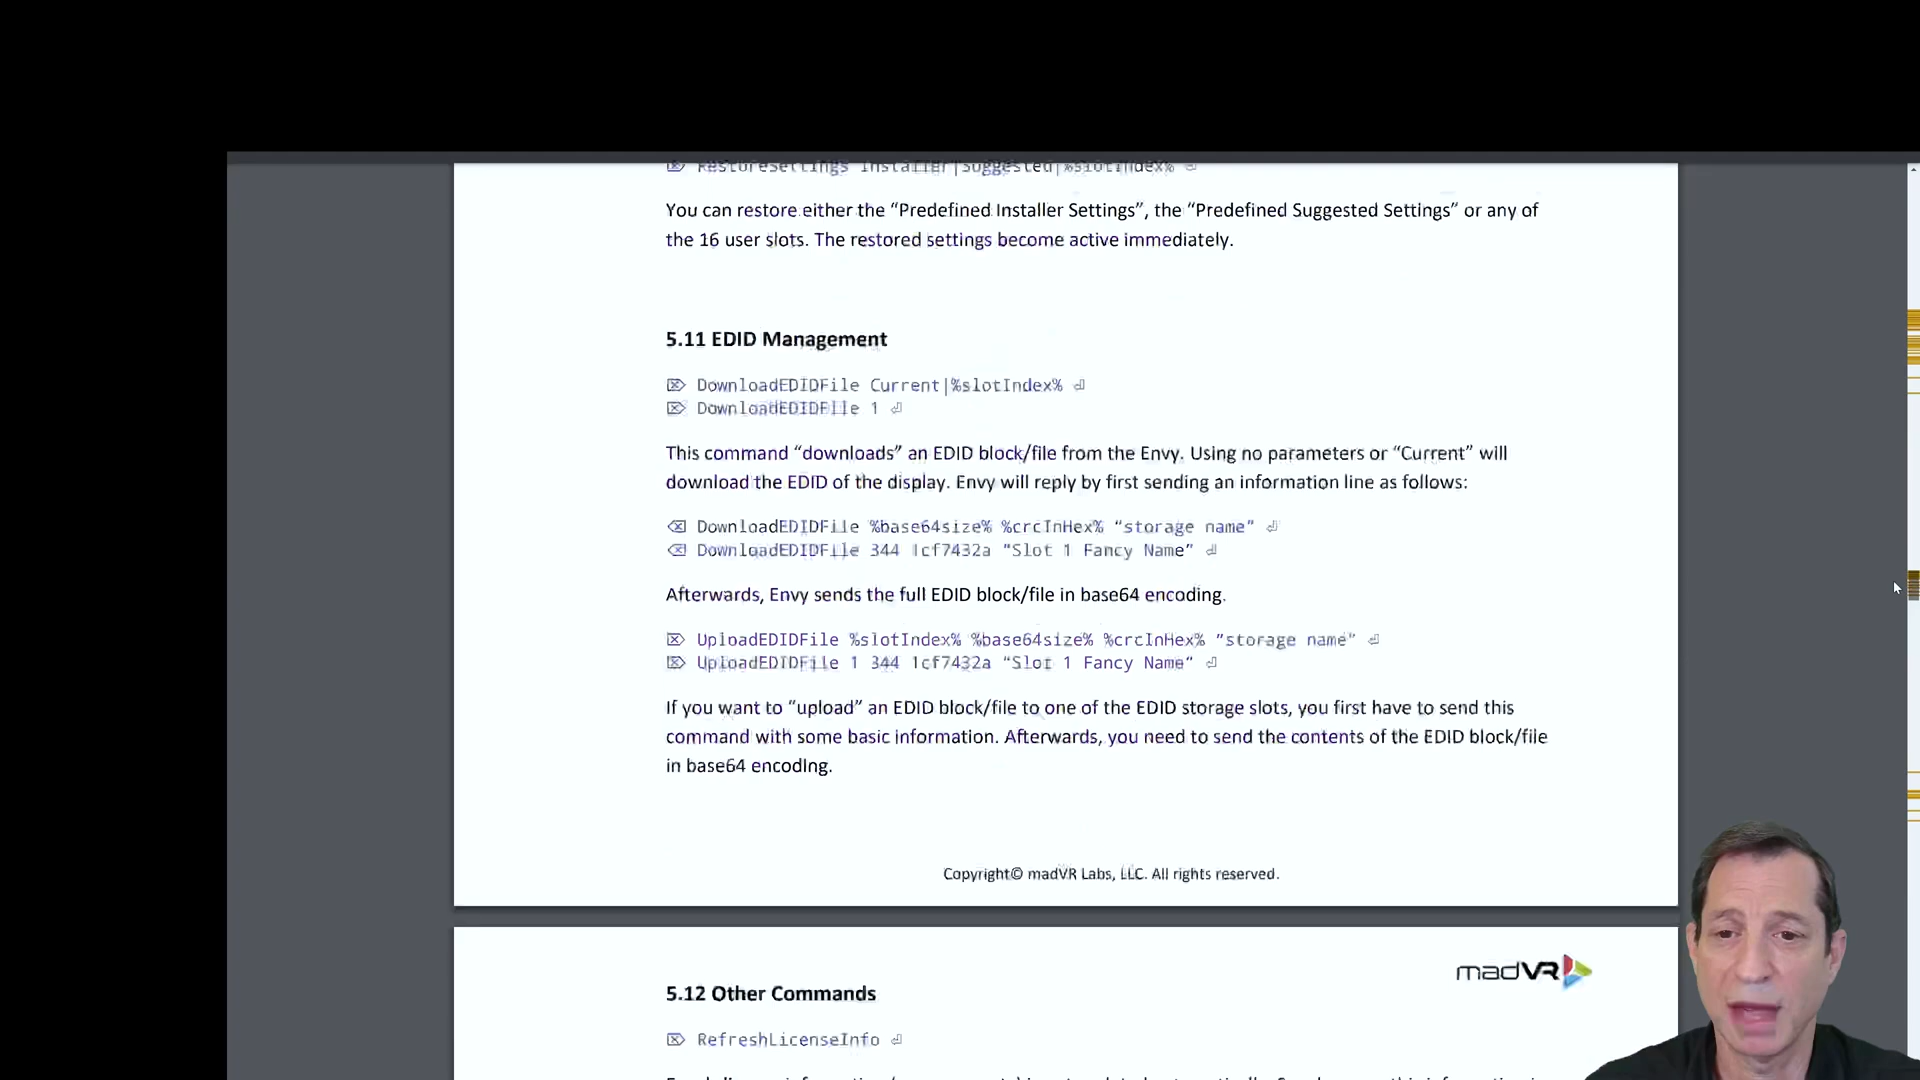 RestoreSettings Installer|Suggested|%slotIndex%
You can restore either the “Predefined Installer Settings”, the “Predefined Suggested Settings” or any of
the 16 user slots. The restored settings become active immediately.
5.11 EDID Management
DownloadEDIDFile Current|%slotIndex%
DownloadEDIDFile 1
This command “downloads” an EDID block/file from the Envy. Using no parameters or “Current” will
download the EDID of the display. Envy will reply by first sending an information line as follows:
DownloadEDIDFile %base64size% %crcInHex% “storage name”
DownloadEDIDFile 344 1cf7432a “Slot 1 Fancy Name”
Afterwards, Envy sends the full EDID block/file in base64 encoding.
UploadEDIDFile %slotIndex% %base64size% %crcInHex% “storage name”
UploadEDIDFile 1 344 1cf7432a “Slot 1 Fancy Name”
If you want to “upload” an EDID block/file to one of the EDID storage slots, you first have to send this
command with some basic information. Afterwards, you need to send the contents of the EDID block/file
in base64 encoding.
Copyright© madVR Labs, LLC. All rights reserved.
madVR
5.12 Other Commands
RefreshLicenseInfo